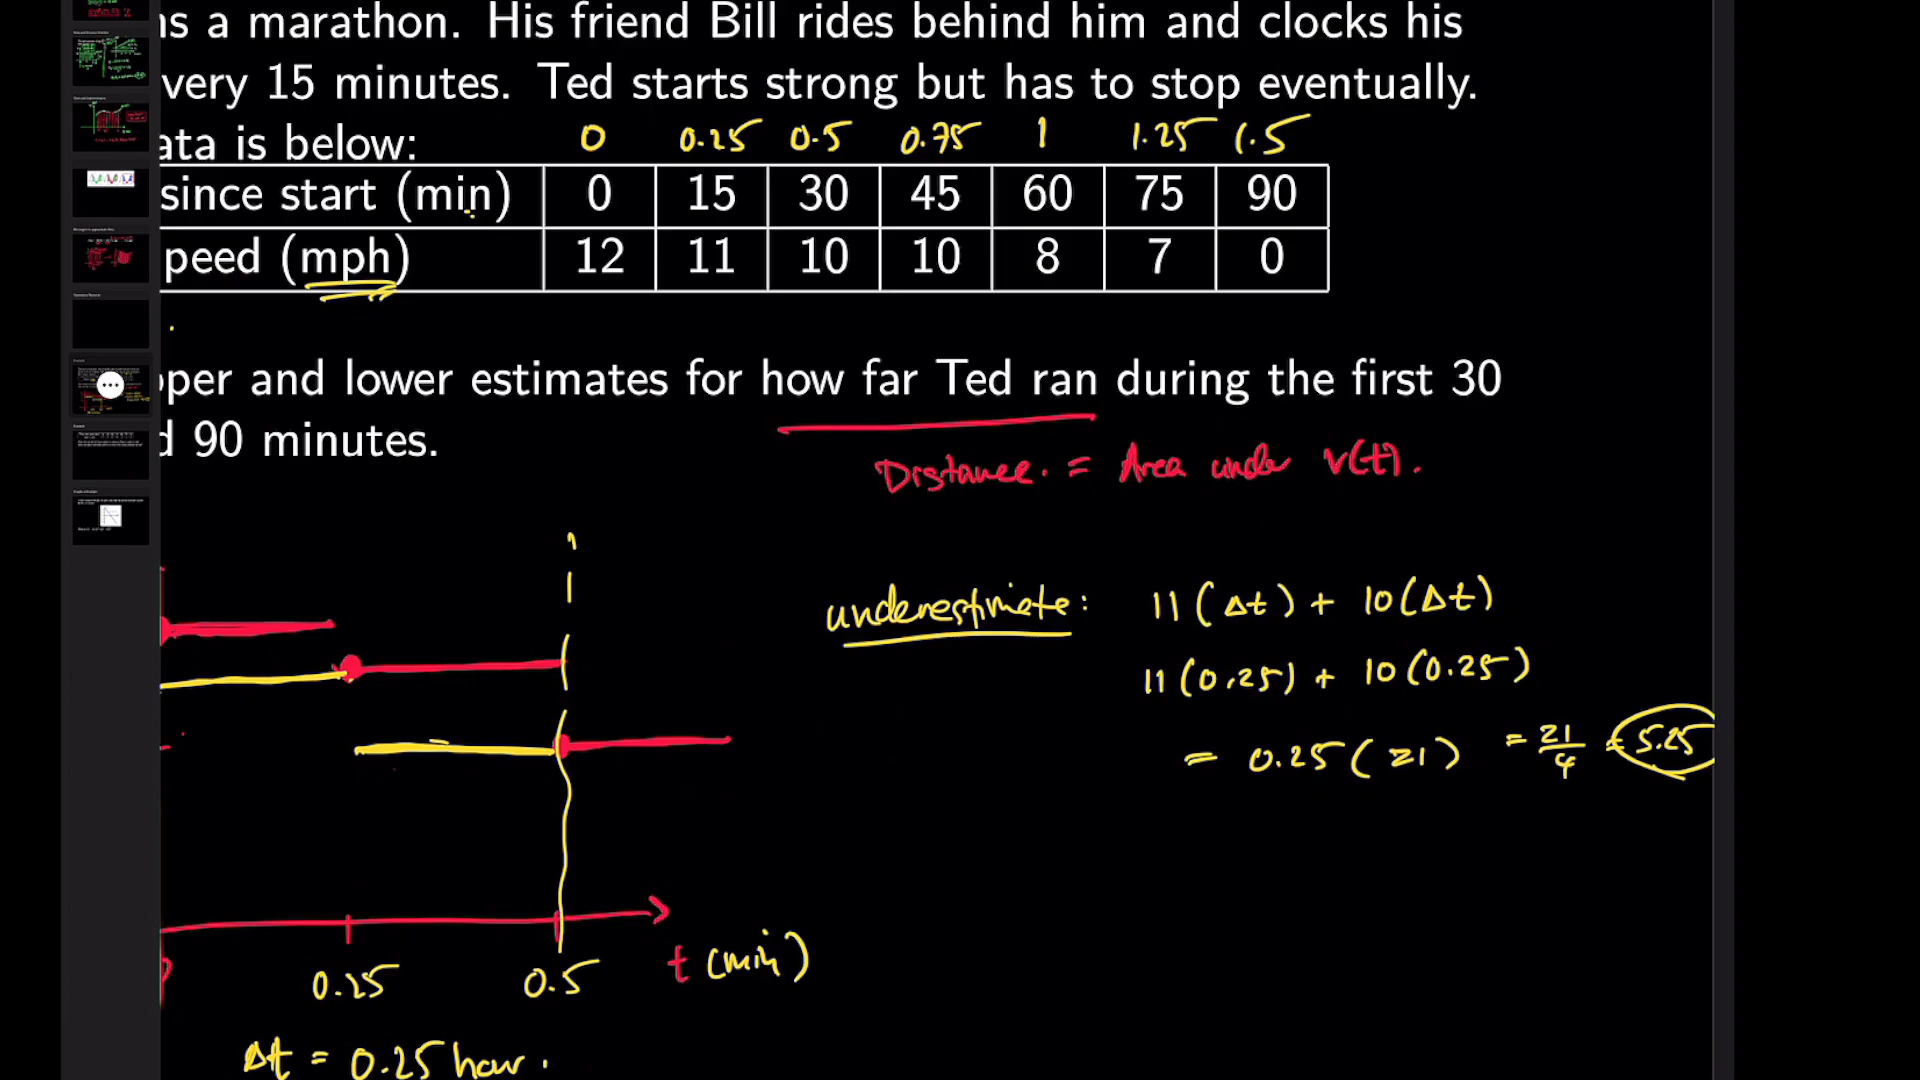 ns a marathon. His friend Bill rides behind him and clocks his
very 15 minutes. Ted starts strong but has to stop eventually.
ata is below:
0 0.25 0.5 0.75 1 1.25 1.5
since start (min) 0 15 30 45 60 75 90
peed (mph) 12 11 10 10 8 7 0
pper and lower estimates for how far Ted ran during the first 30
d 90 minutes.
Distance. = Area under v(t).
underestimate: 11(Δt) + 10(Δt)
11(0.25) + 10(0.25)
= 0.25(21) = 21/4 = 5.25
t (min)
0.25 0.5
Δt = 0.25 hour.